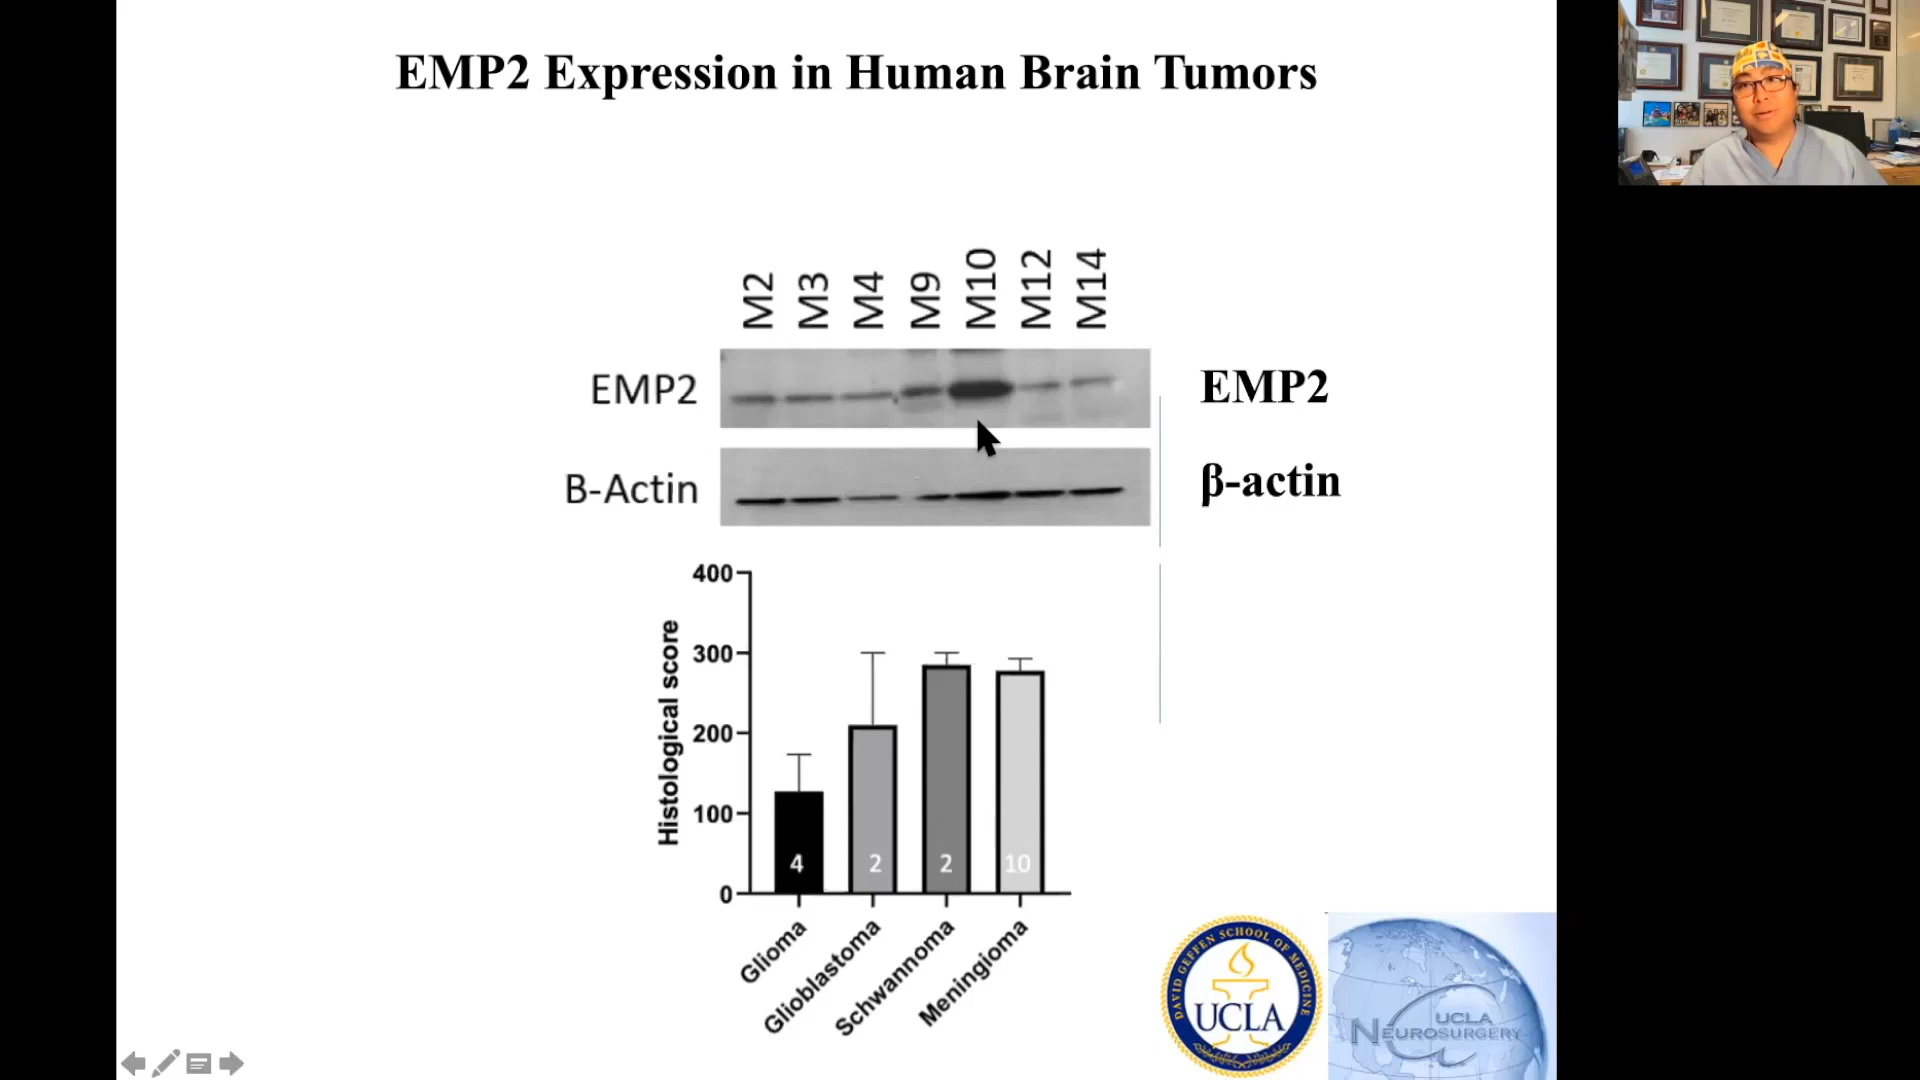 EMP2 Expression in Human Brain Tumors
M2 M3 M4 M9 M10 M12 M14
EMP2
EMP2
B-Actin
β-actin
Histological score
400
300
200
100
0
4 2 2 10
Glioma
Glioblastoma
Schwannoma
Meningioma
DAVID GEFFEN SCHOOL OF MEDICINE
UCLA
UCLA
NEUROSURGERY